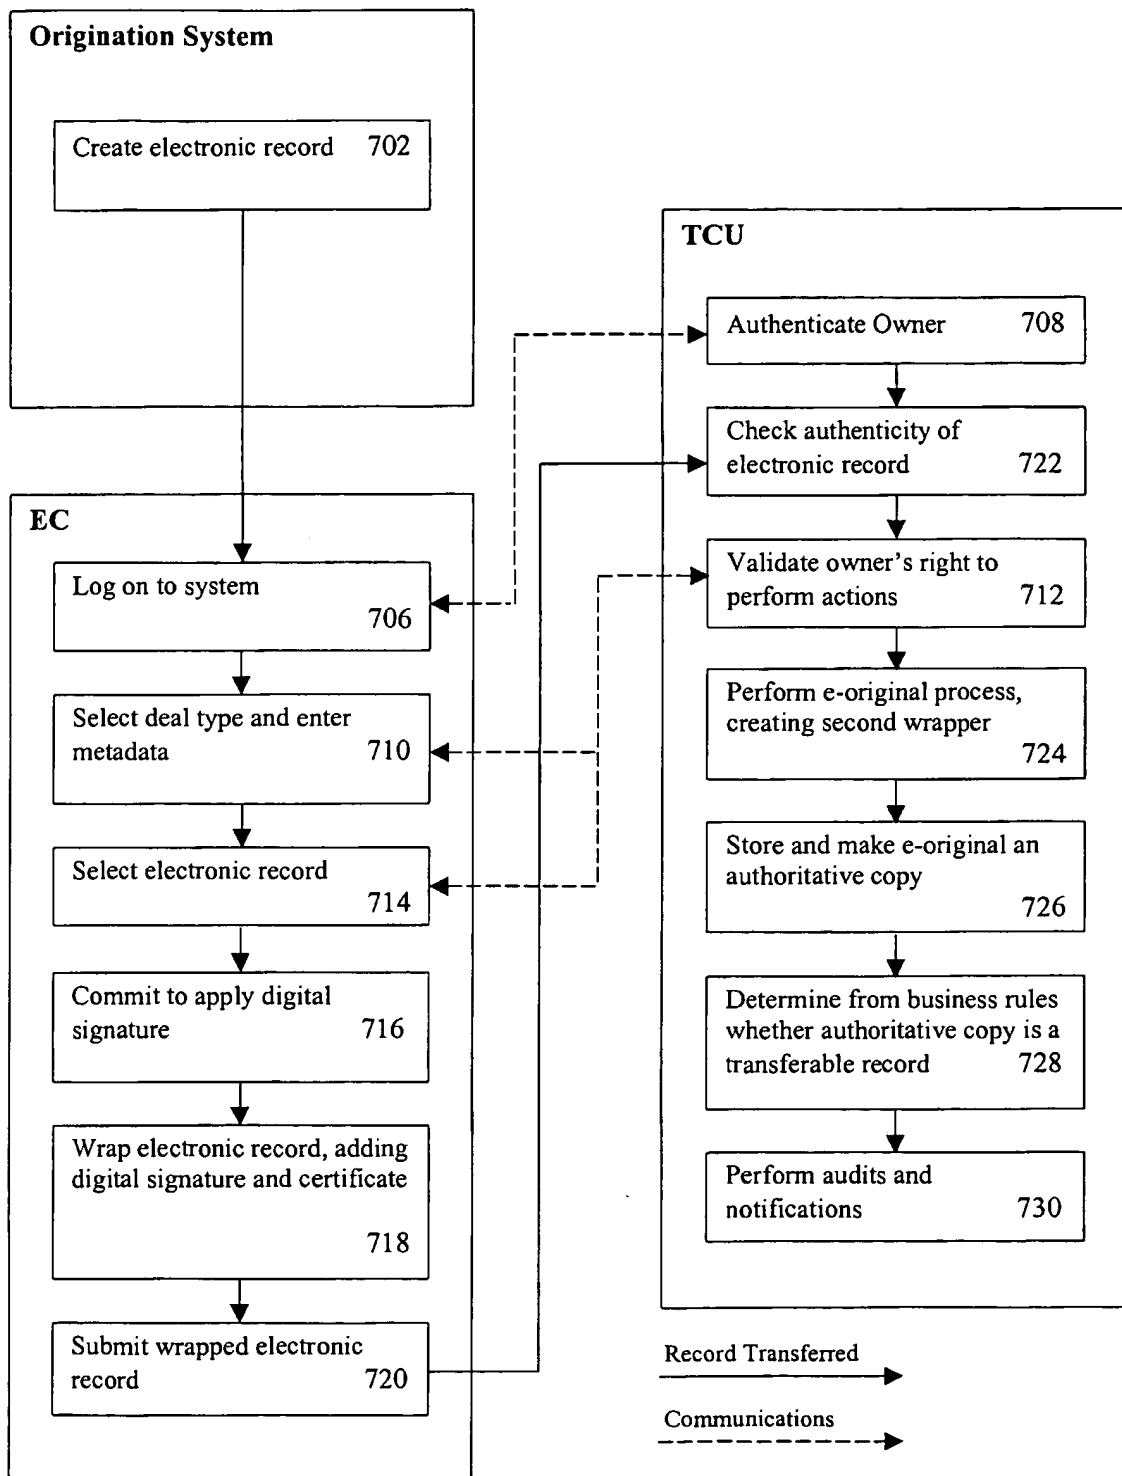 Origination System
Create electronic record 702
EC
Log on to system
706
Select deal type and enter
metadata 710
Select electronic record
714
Commit to apply digital
signature 716
Wrap electronic record, adding
digital signature and certificate
718
Submit wrapped electronic
record 720
TCU
Authenticate Owner 708
Check authenticity of
electronic record 722
Validate owner's right to
perform actions 712
Perform e-original process,
creating second wrapper
724
Store and make e-original an
authoritative copy
726
Determine from business rules
whether authoritative copy is a
transferable record 728
Perform audits and
notifications 730
Record Transferred
Communications